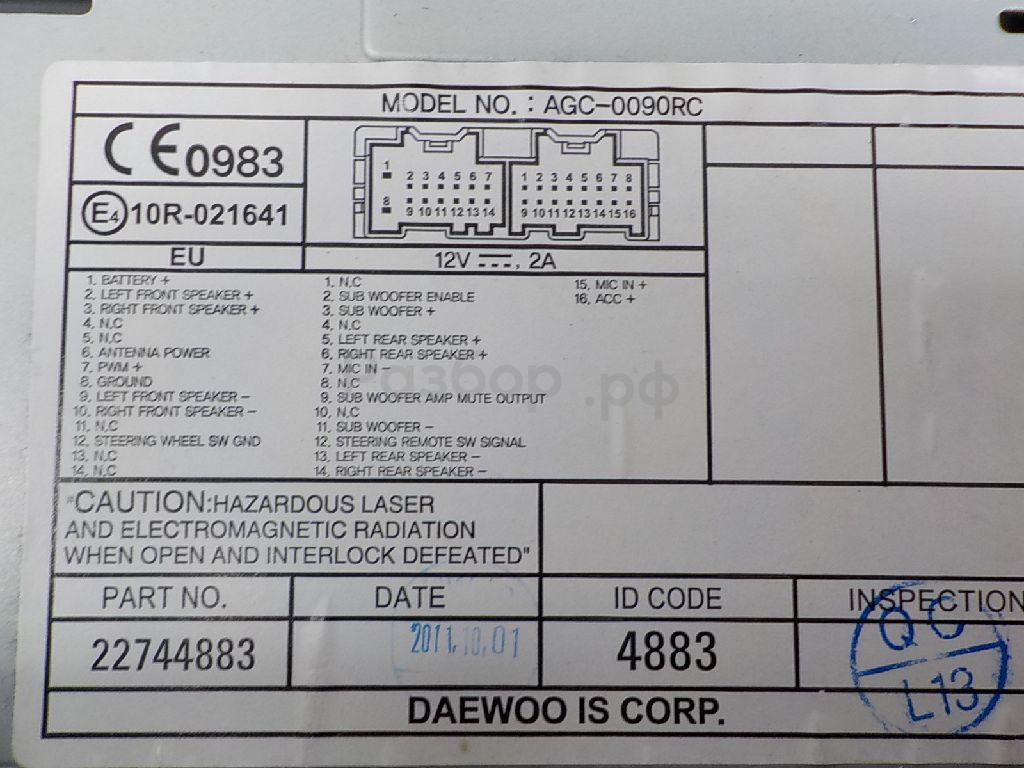 MODEL NO. : AGC-0090RC
CE 0983
E4 10R-021641
1
2 3 4 5 6 7
8
9 10 11 12 13 14
1 2 3 4 5 6 7 8
9 10 11 12 13 14 15 16
EU
12V ⎓, 2A
1. BATTERY +
2. LEFT FRONT SPEAKER +
3. RIGHT FRONT SPEAKER +
4. N.C
5. N.C
6. ANTENNA POWER
7. PWM +
8. GROUND
9. LEFT FRONT SPEAKER -
10. RIGHT FRONT SPEAKER -
11. N.C
12. STEERING WHEEL SW GND
13. N.C
14. N.C
1. N.C
2. SUB WOOFER ENABLE
3. SUB WOOFER +
4. N.C
5. LEFT REAR SPEAKER +
6. RIGHT REAR SPEAKER +
7. MIC IN -
8. N.C
9. SUB WOOFER AMP MUTE OUTPUT
10. N.C
11. SUB WOOFER -
12. STEERING REMOTE SW SIGNAL
13. LEFT REAR SPEAKER -
14. RIGHT REAR SPEAKER -
15. MIC IN +
16. ACC +
разбор.рф
"CAUTION:HAZARDOUS LASER
AND ELECTROMAGNETIC RADIATION
WHEN OPEN AND INTERLOCK DEFEATED"
PART NO.
DATE
ID CODE
INSPECTION
22744883
2011.10.01
4883
QC
L13
DAEWOO IS CORP.